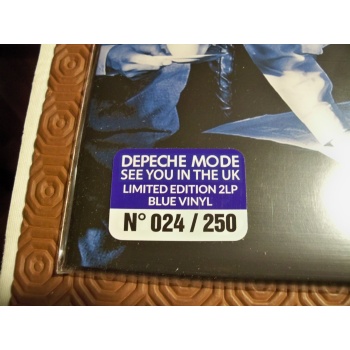 DEPECHE MODE
SEE YOU IN THE UK
LIMITED EDITION 2LP
BLUE VINYL
N° 024 / 250